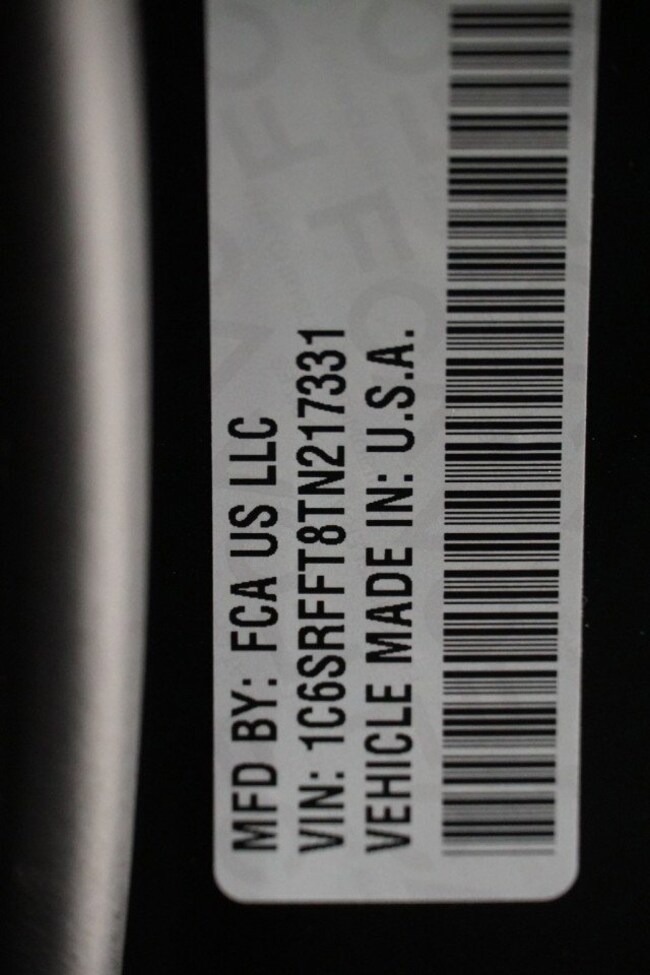 MFD BY: FCA US LLC
VIN: 1C6SRFFT8TN217331
VEHICLE MADE IN: U.S.A.